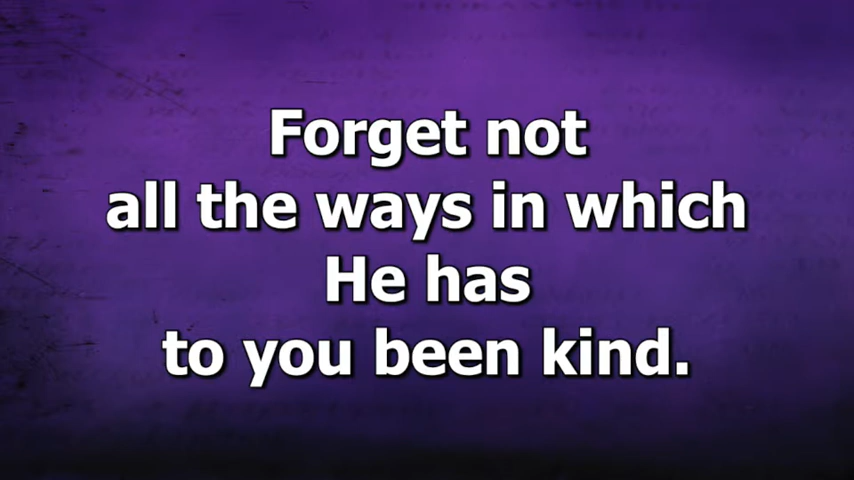 Forget not
all the ways in which
He has
to you been kind.